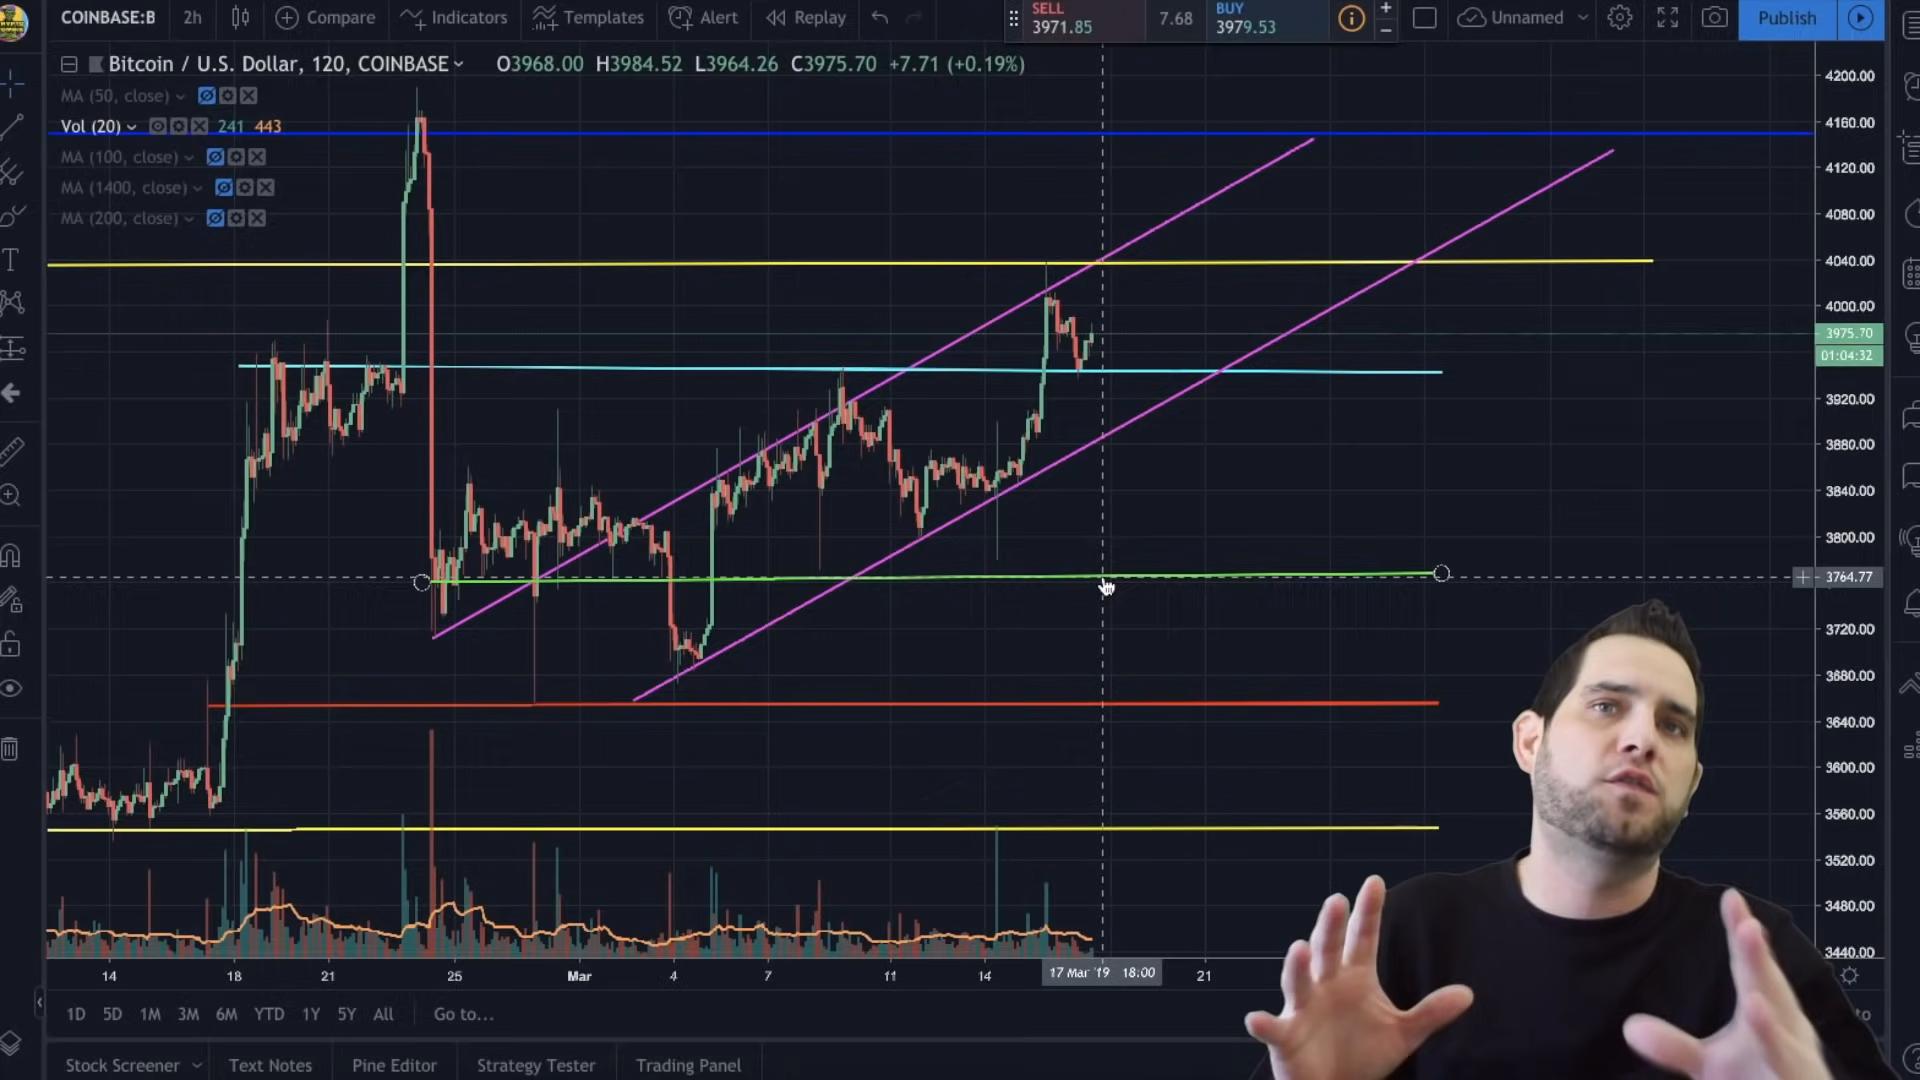 COINBASE:B 2h Compare Indicators Templates Alert Replay SELL 3971.85 7.68 BUY 3979.53 Unnamed Publish
Bitcoin / U.S. Dollar, 120, COINBASE O3968.00 H3984.52 L3964.26 C3975.70 +7.71 (+0.19%)
MA (50, close)
Vol (20) 241 443
MA (100, close)
MA (1400, close)
MA (200, close)
4200.00
4160.00
4120.00
4080.00
4040.00
4000.00
3975.70
01:04:32
3920.00
3880.00
3840.00
3800.00
3764.77
3720.00
3680.00
3640.00
3600.00
3560.00
3520.00
3480.00
3440.00
14 18 21 25 Mar 4 7 11 14 17 Mar '19 18:00 21
1D 5D 1M 3M 6M YTD 1Y 5Y All Go to...
Stock Screener Text Notes Pine Editor Strategy Tester Trading Panel